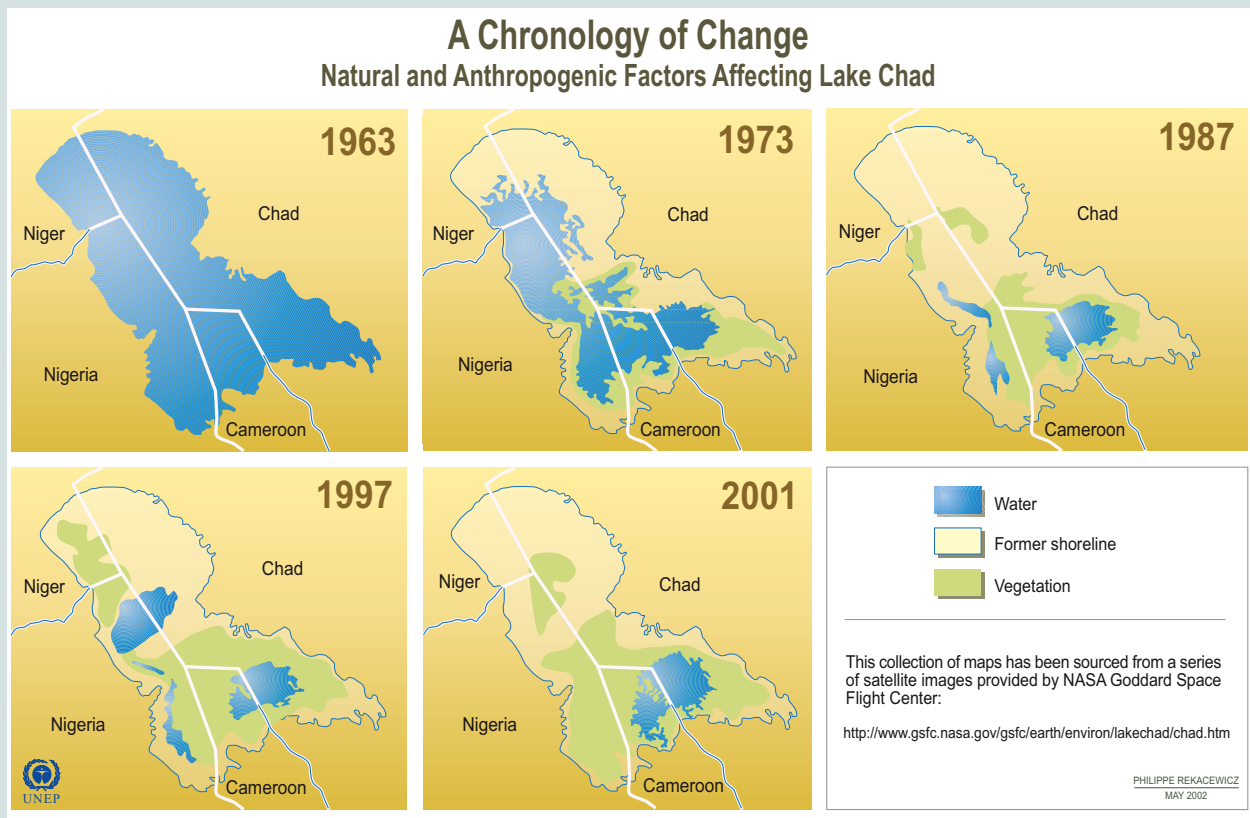 A Chronology of Change
Natural and Anthropogenic Factors Affecting Lake Chad
1963
Niger
Chad
Nigeria
Cameroon
1973
Niger
Chad
Nigeria
Cameroon
1987
Niger
Chad
Nigeria
Cameroon
1997
Niger
Chad
Nigeria
Cameroon
UNEP
2001
Niger
Chad
Nigeria
Cameroon
Water
Former shoreline
Vegetation
This collection of maps has been sourced from a series
of satellite images provided by NASA Goddard Space
Flight Center:
http://www.gsfc.nasa.gov/gsfc/earth/environ/lakechad/chad.htm
PHILIPPE REKACEWICZ
MAY 2002